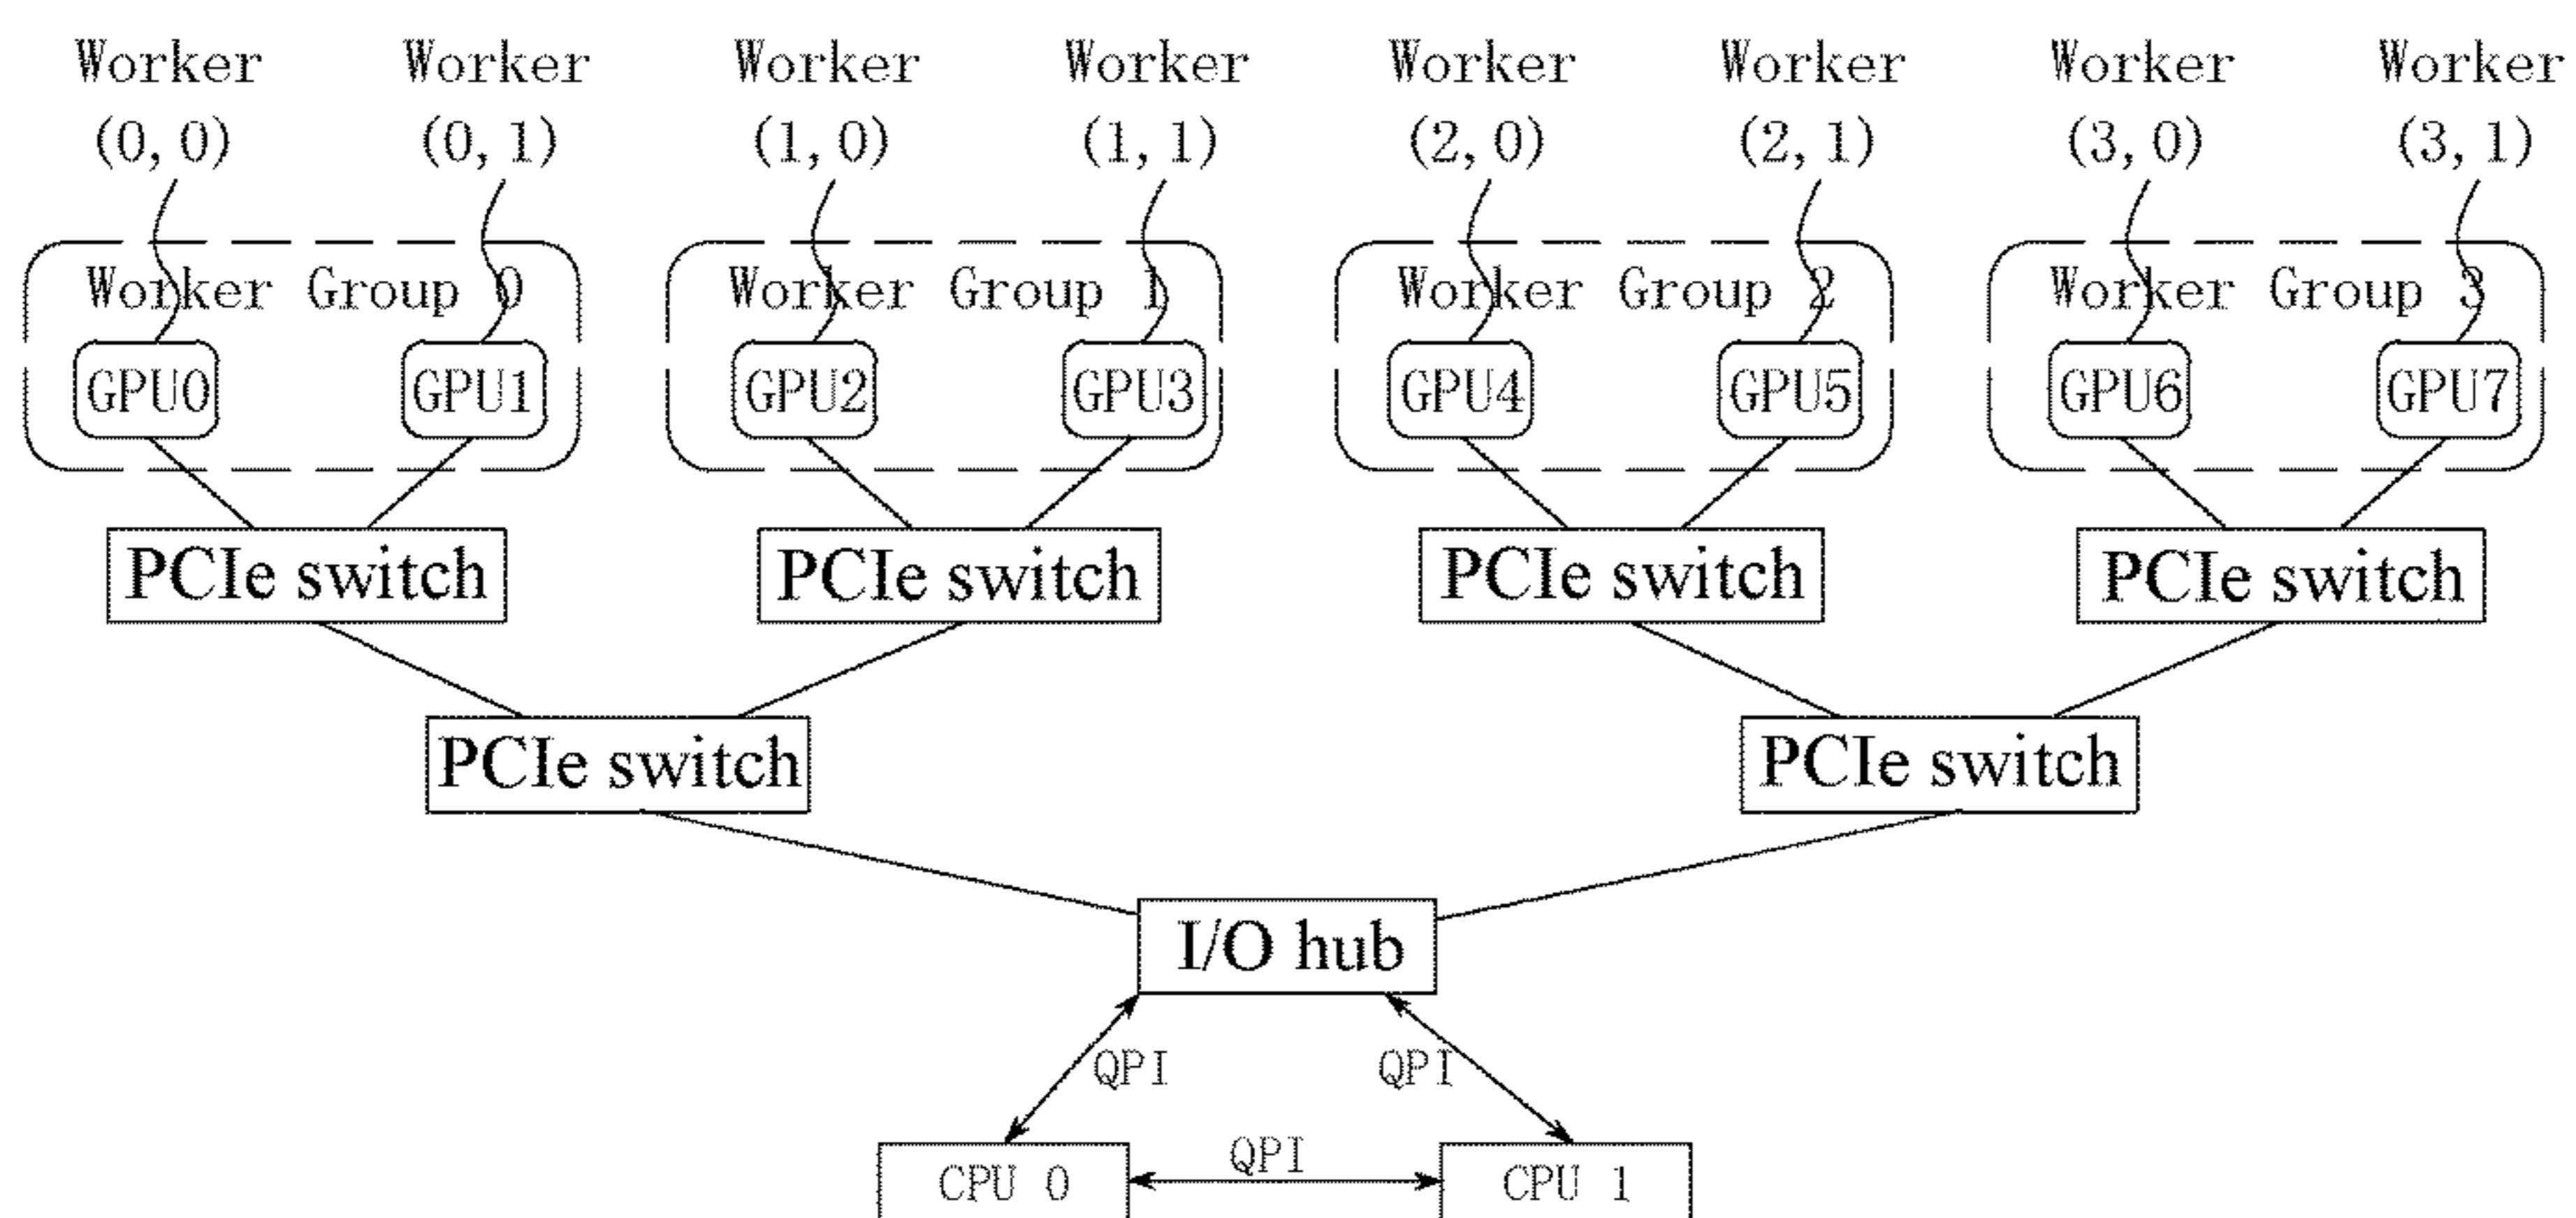 Worker Worker Worker Worker Worker Worker Worker Worker
(0, 0) (0, 1) (1, 0) (1, 1) (2, 0) (2, 1) (3, 0) (3, 1)
Worker Group 0 Worker Group 1 Worker Group 2 Worker Group 3
GPU0 GPU1 GPU2 GPU3 GPU4 GPU5 GPU6 GPU7
PCIe switch PCIe switch PCIe switch PCIe switch
PCIe switch PCIe switch
I/O hub
QPI QPI
QPI
CPU 0 CPU 1